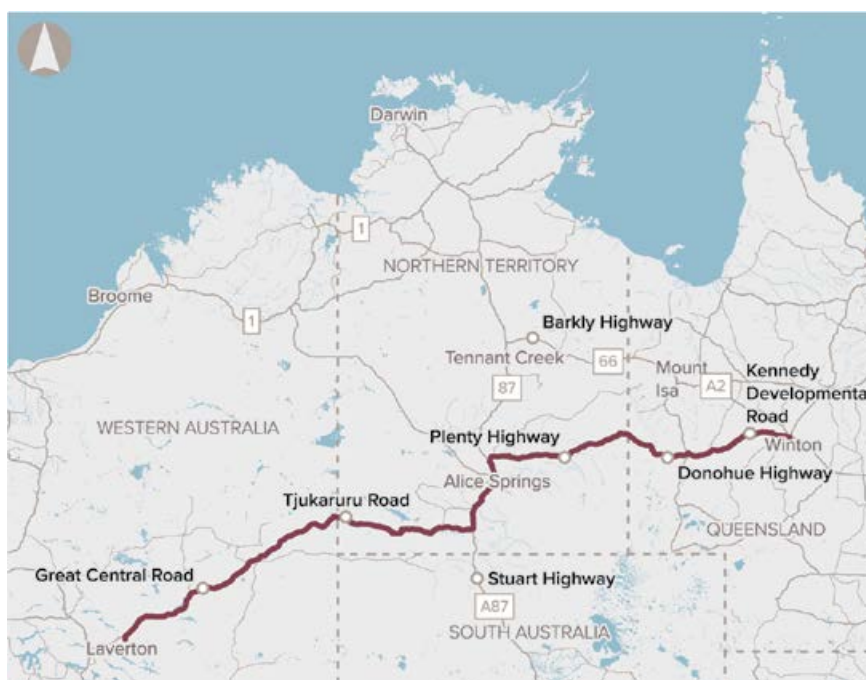 Darwin
1
NORTHERN TERRITORY
Broome
1
Barkly Highway
Tennant Creek
66
Mount
Isa
Kennedy
Developmental
Road
87
A2
WESTERN AUSTRALIA
Plenty Highway
Winton
Alice Springs
Donohue Highway
Tjukaruru Road
QUEENSLAND
Great Central Road
Stuart Highway
A87
SOUTH AUSTRALIA
Laverton